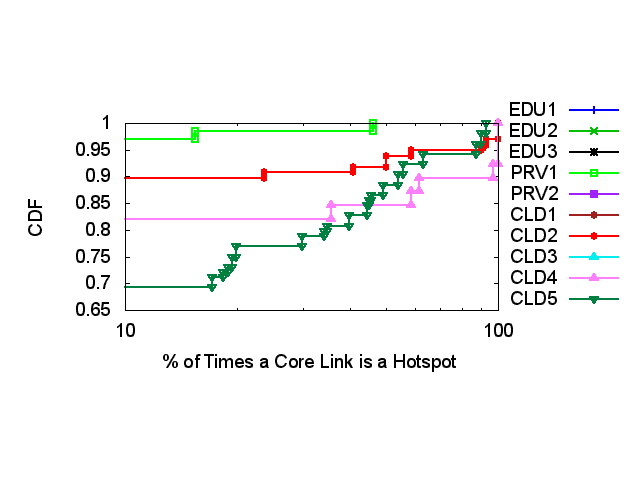 EDU1
EDU2
EDU3
PRV1
PRV2
CLD1
CLD2
CLD3
CLD4
CLD5
1
0.95
0.9
0.85
0.8
0.75
0.7
0.65
CDF
10 100
% of Times a Core Link is a Hotspot